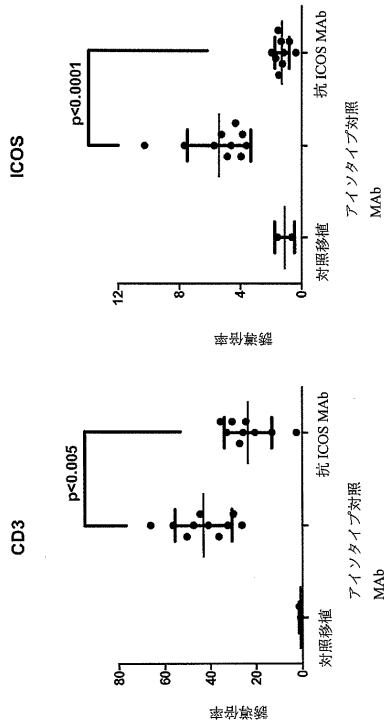 CD3
p<0.005
80
60
40
20
0
誘導倍率
対照移植
アイソタイプ対照
MAb
抗 ICOS MAb
ICOS
p<0.0001
12
8
4
0
誘導倍率
対照移植
アイソタイプ対照
MAb
抗 ICOS MAb